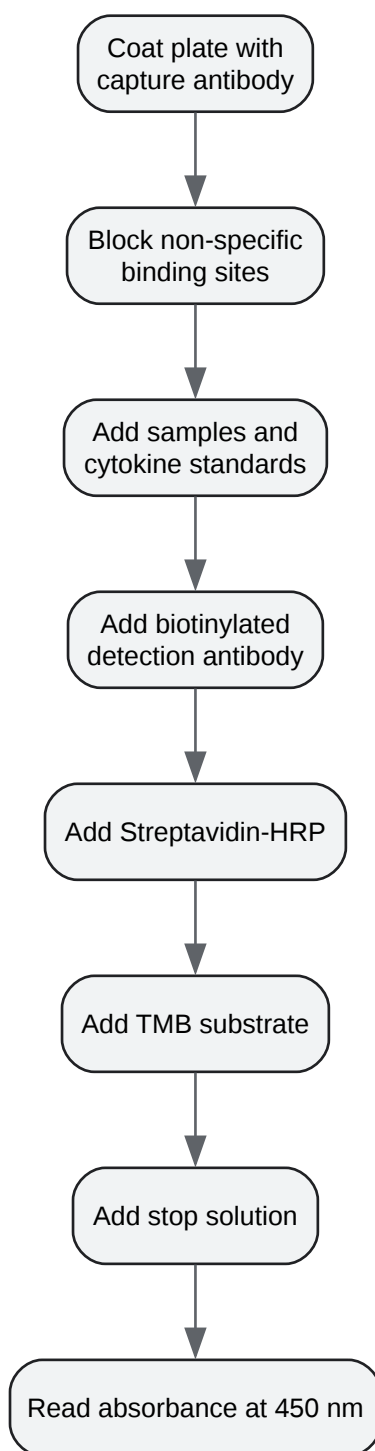 Coat plate with
capture antibody
Block non-specific
binding sites
Add samples and
cytokine standards
Add biotinylated
detection antibody
Add Streptavidin-HRP
Add TMB substrate
Add stop solution
Read absorbance at 450 nm